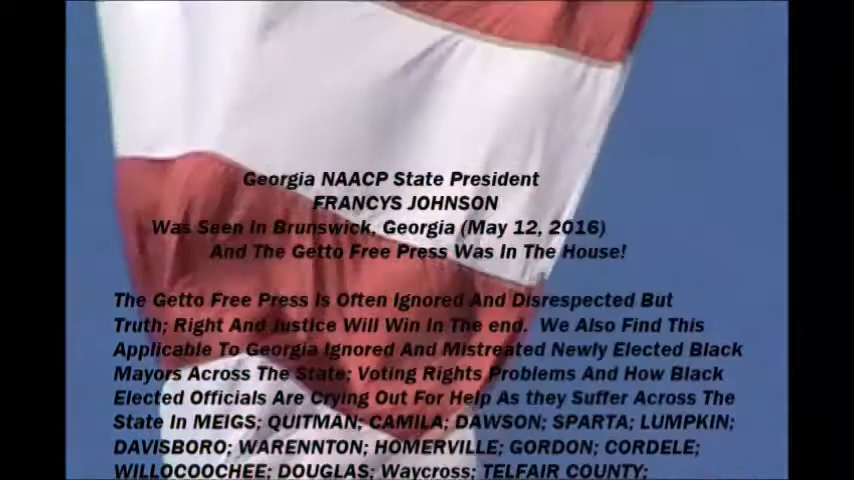 Georgia NAACP State President
FRANCYS JOHNSON
Was Seen In Brunswick, Georgia (May 12, 2016)
And The Getto Free Press Was In The House!
The Getto Free Press Is Often Ignored And Disrespected But
Truth; Right And Justice Will Win In The end. We Also Find This
Applicable To Georgia Ignored And Mistreated Newly Elected Black
Mayors Across The State; Voting Rights Problems And How Black
Elected Officials Are Crying Out For Help As they Suffer Across The
State In MEIGS; QUITMAN; CAMILA; DAWSON; SPARTA; LUMPKIN;
DAVISBORO; WARENNTON; HOMERVILLE; GORDON; CORDELE;
WILLOCOOCHEE; DOUGLAS; Waycross; TELFAIR COUNTY;